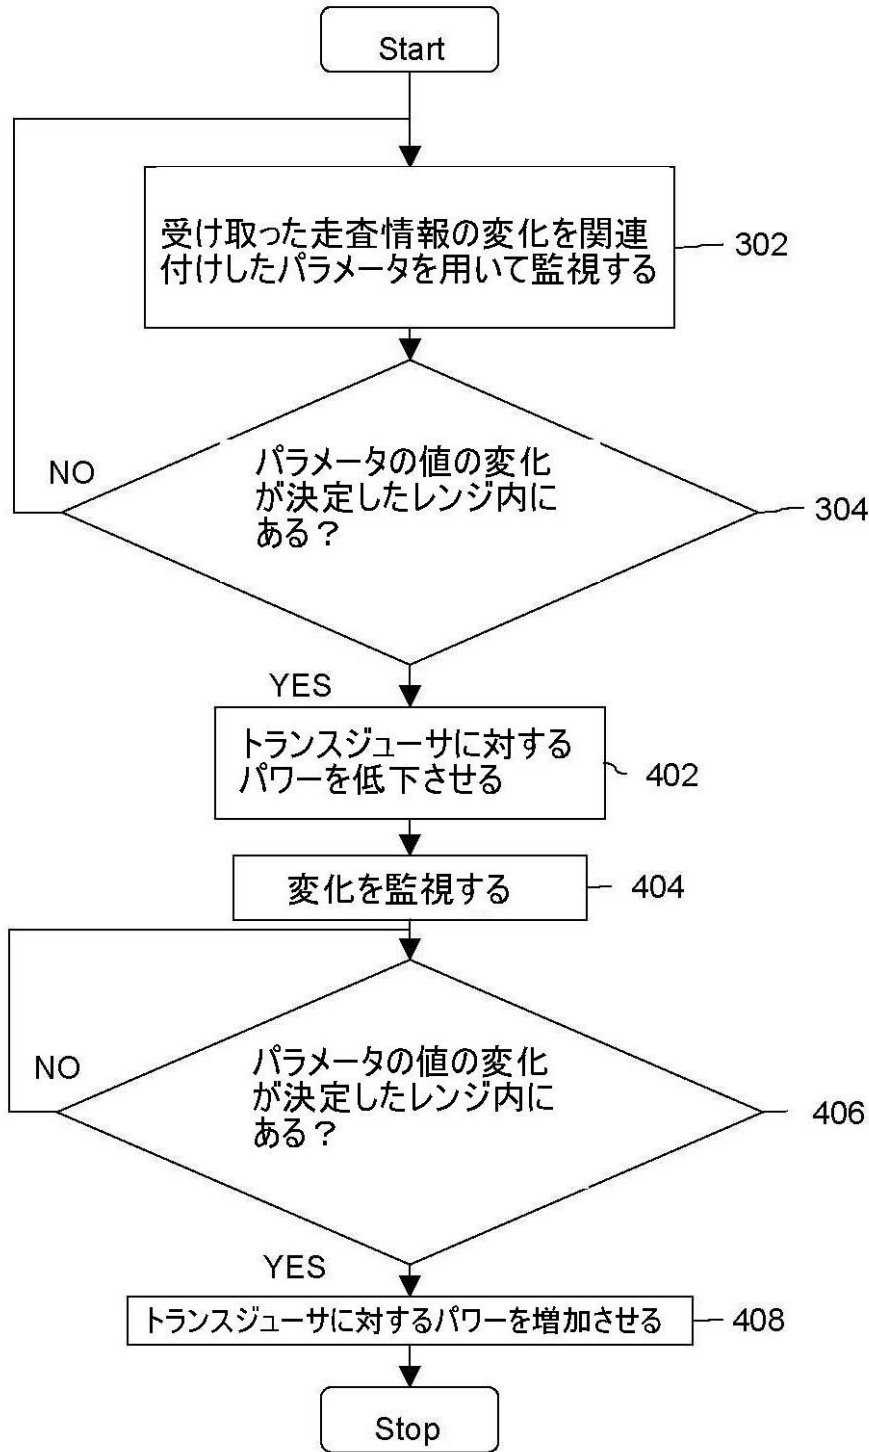 Start
受け取った走査情報の変化を関連
付けしたパラメータを用いて監視する
302
パラメータの値の変化
が決定したレンジ内に
ある？
NO
304
YES
トランスジューサに対する
パワーを低下させる
402
変化を監視する
404
パラメータの値の変化
が決定したレンジ内に
ある？
NO
406
YES
トランスジューサに対するパワーを増加させる
408
Stop